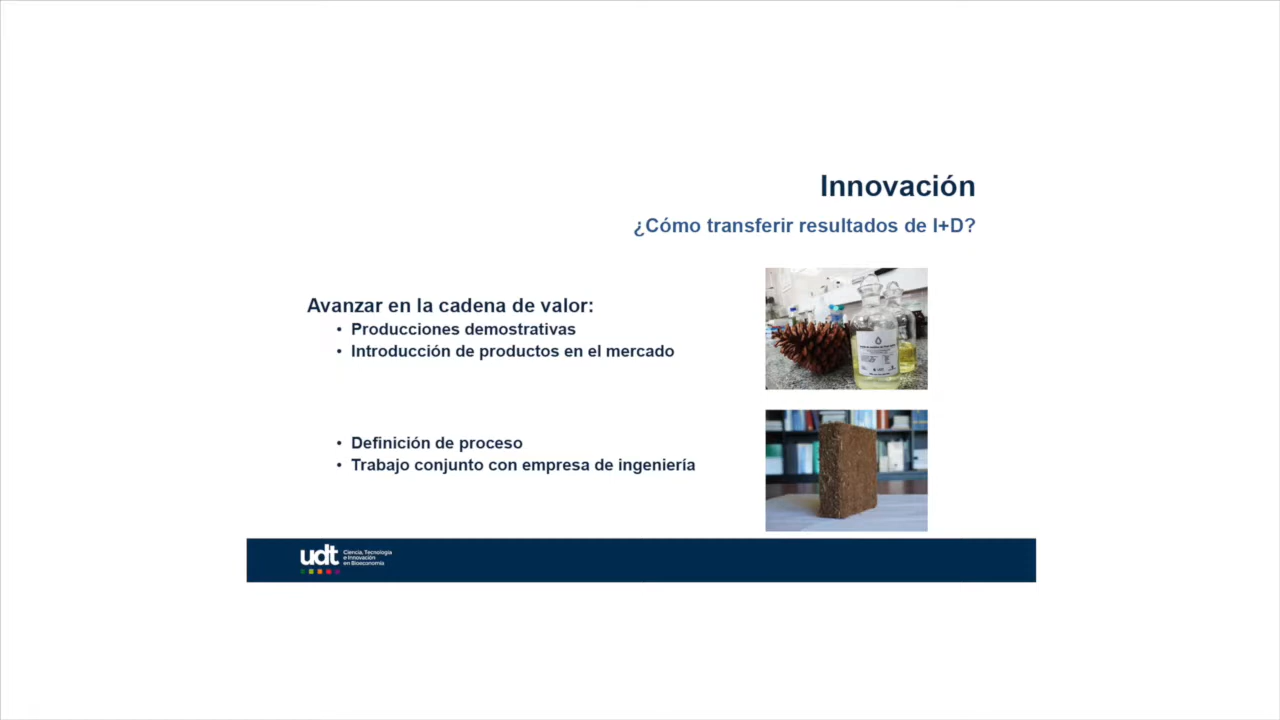 Innovación
¿Cómo transferir resultados de I+D?
Avanzar en la cadena de valor:
• Producciones demostrativas
• Introducción de productos en el mercado
• Definición de proceso
• Trabajo conjunto con empresa de ingeniería
udt
Ciencia, Tecnología
e Innovación
en Bioeconomía